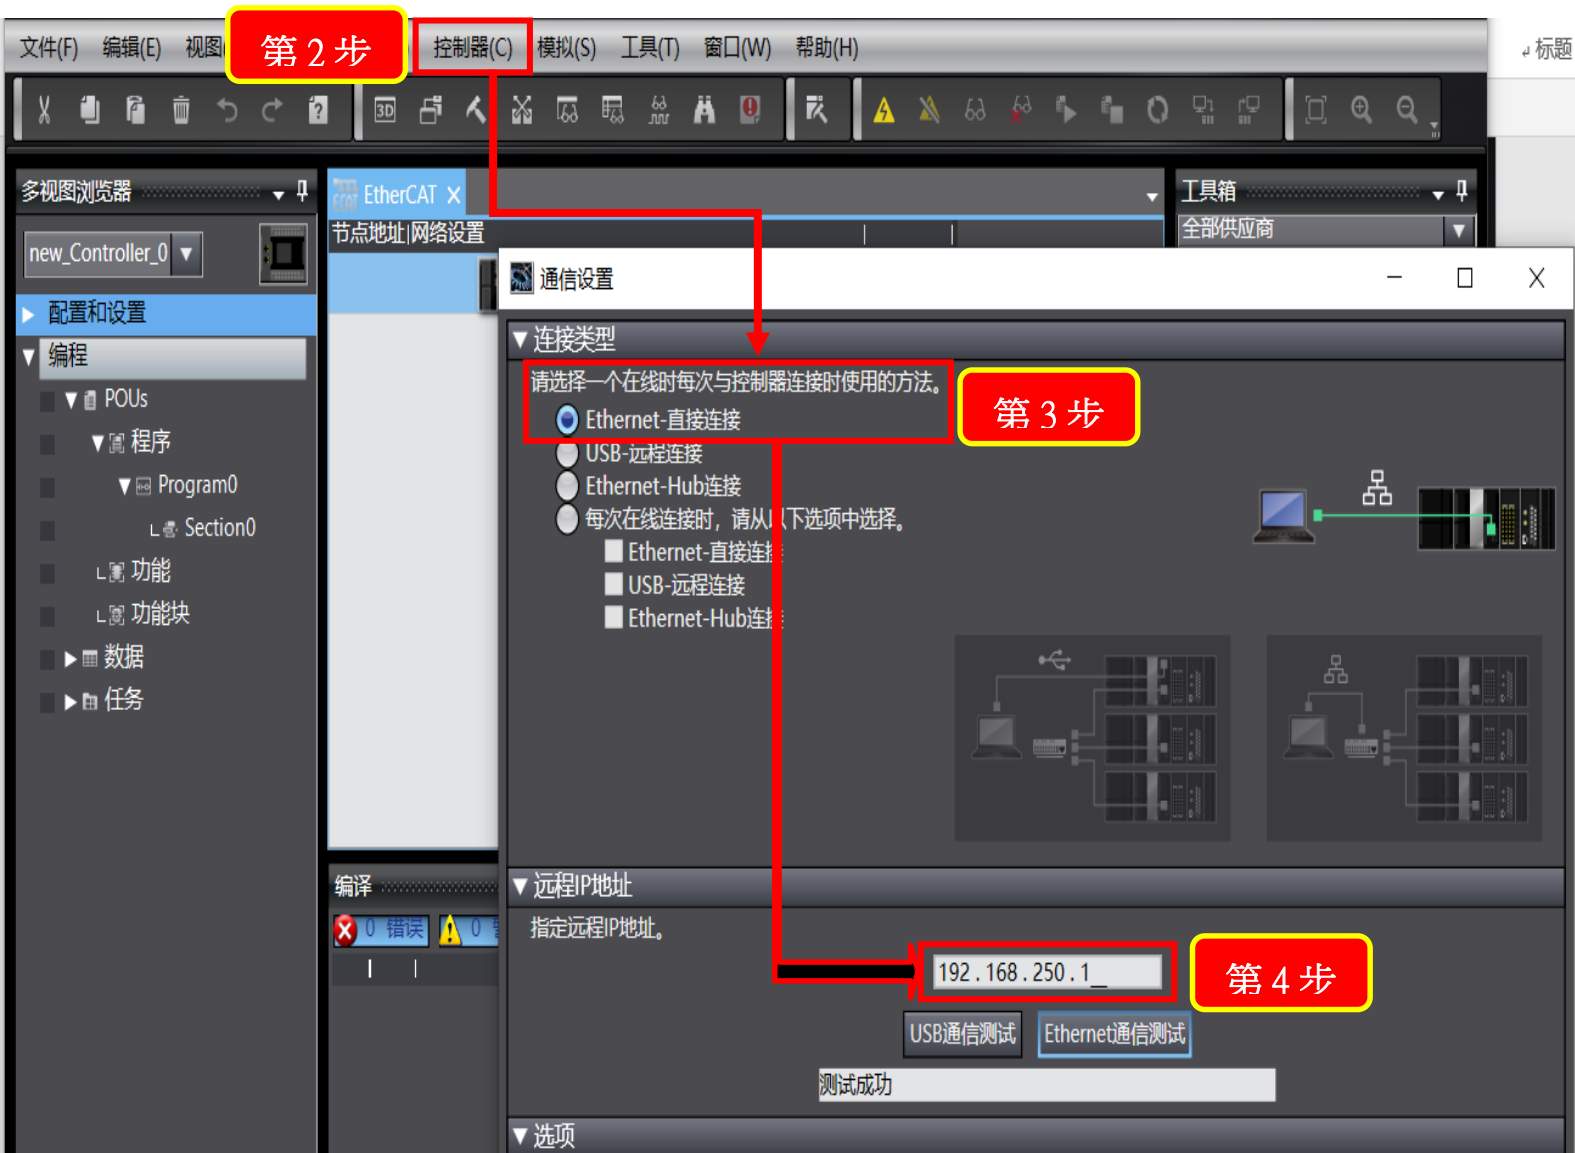 文件(F) 编辑(E) 视图( 第 2 步 控制器(C) 模拟(S) 工具(T) 窗口(W) 帮助(H)
标题
3D
多视图浏览器
EtherCAT
工具箱
new_Controller_0
节点地址|网络设置
全部供应商
配置和设置
编程
POUs
程序
Program0
Section0
功能
功能块
数据
任务
通信设置
连接类型
请选择一个在线时每次与控制器连接时使用的方法。
Ethernet-直接连接
第 3 步
USB-远程连接
Ethernet-Hub连接
每次在线连接时，请从以下选项中选择。
Ethernet-直接连接
USB-远程连接
Ethernet-Hub连接
编译
0 错误
0
远程IP地址
指定远程IP地址。
192.168.250.1_
第 4 步
USB通信测试 Ethernet通信测试
测试成功
选项